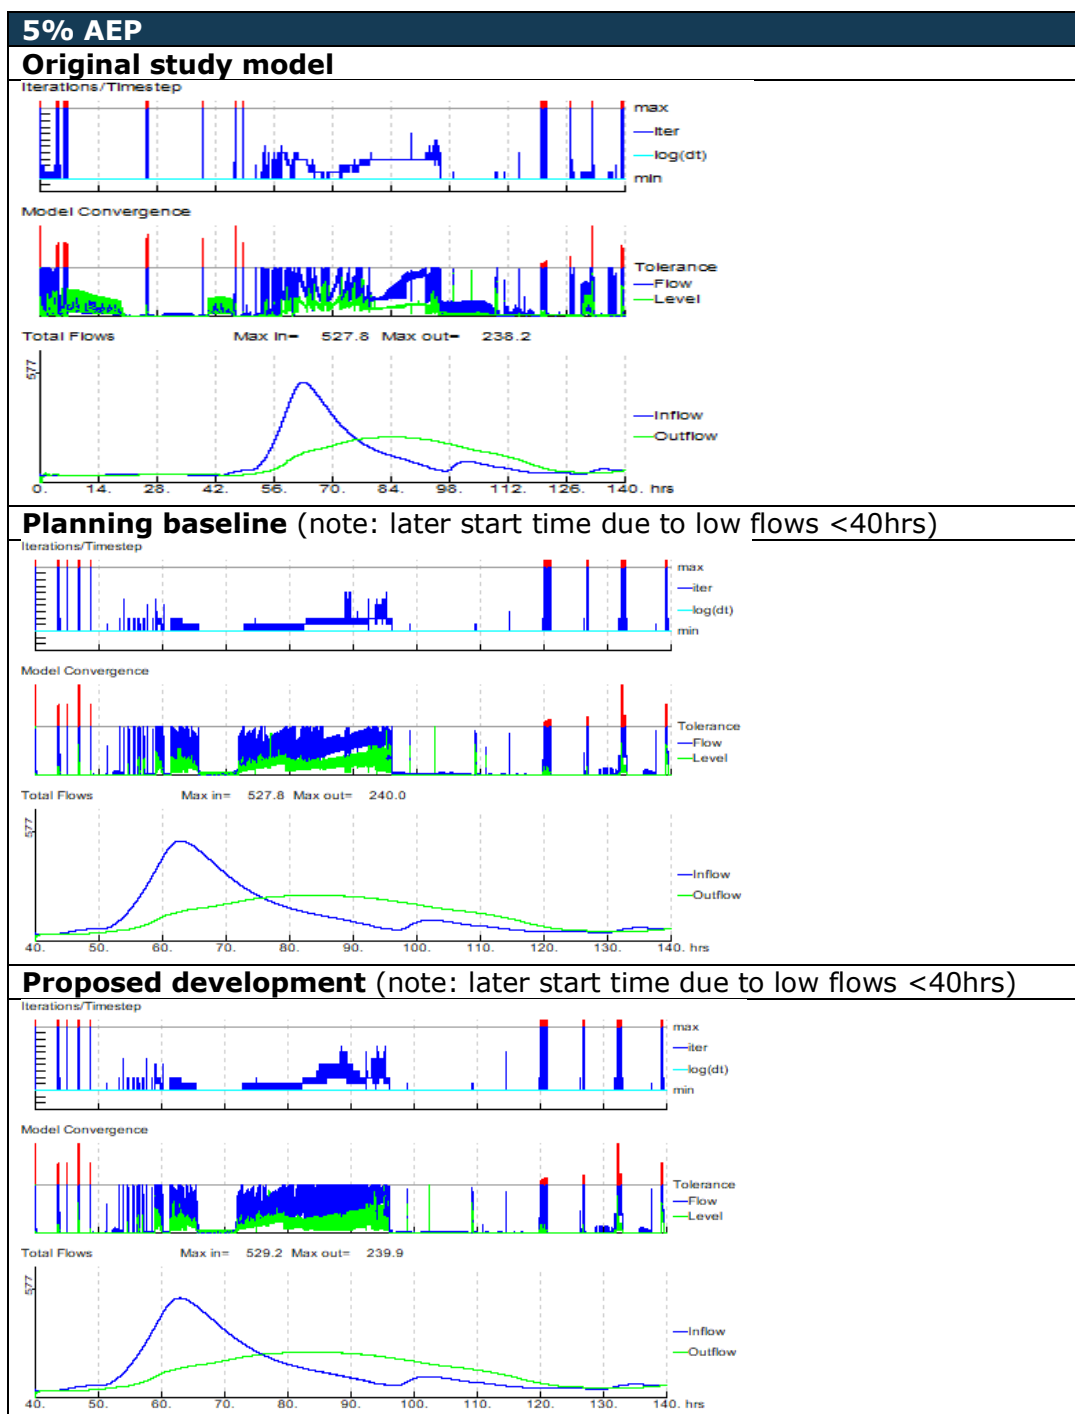 5% AEP
Original study model
Iterations/Timestep
max
iter
log(dt)
min
Model Convergence
Tolerance
Flow
Level
Total Flows Max in= 527.8 Max out= 238.2
577
Inflow
Outflow
0. 14. 28. 42. 56. 70. 84. 98. 112. 126. 140. hrs
Planning baseline (note: later start time due to low flows <40hrs)
Iterations/Timestep
max
iter
log(dt)
min
Model Convergence
Tolerance
Flow
Level
Total Flows Max in= 527.8 Max out= 240.0
577
Inflow
Outflow
40. 50. 60. 70. 80. 90. 100. 110. 120. 130. 140. hrs
Proposed development (note: later start time due to low flows <40hrs)
Iterations/Timestep
max
iter
log(dt)
min
Model Convergence
Tolerance
Flow
Level
Total Flows Max in= 529.2 Max out= 239.9
577
Inflow
Outflow
40. 50. 60. 70. 80. 90. 100. 110. 120. 130. 140. hrs